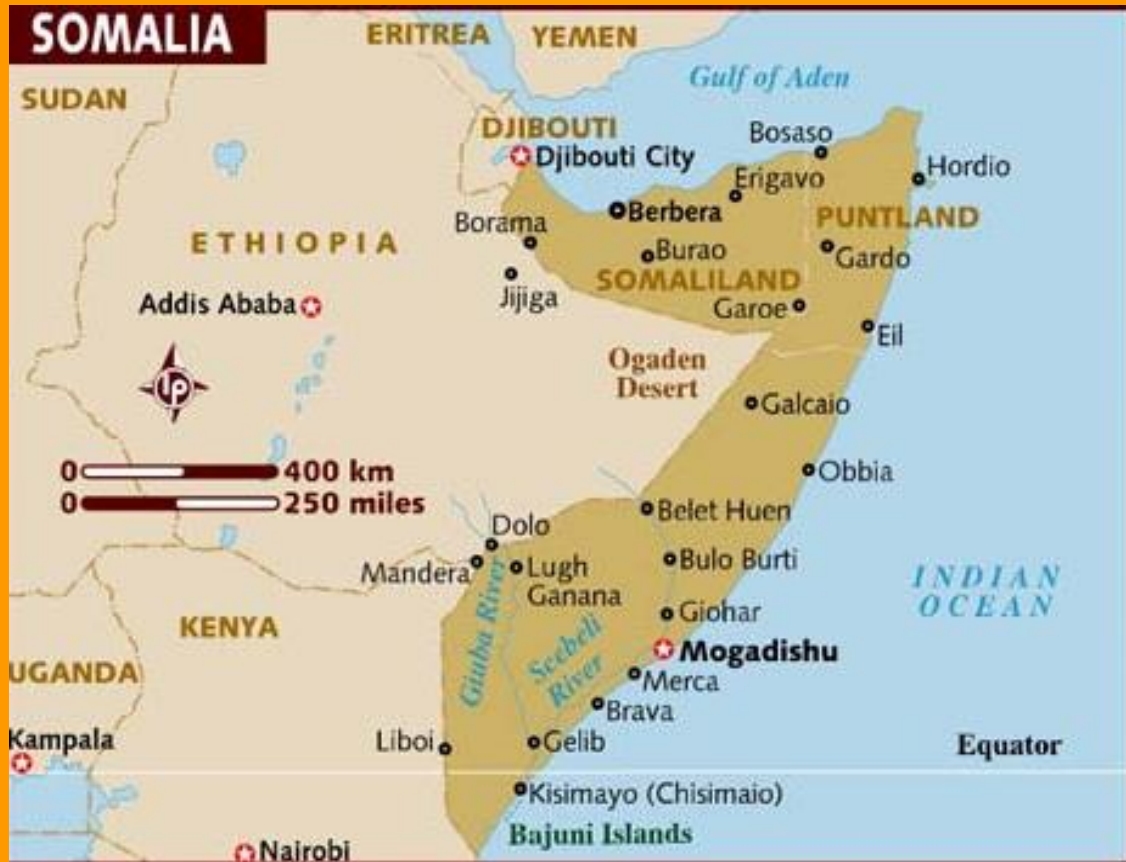 SOMALIA
ERITREA
YEMEN
SUDAN
Gulf of Aden
DJIBOUTI
Djibouti City
Bosaso
Hordio
Erigavo
Berbera
PUNTLAND
Borama
ETHIOPIA
Burao
Gardo
Jijiga
SOMALILAND
Addis Ababa
Garoe
Eil
Ogaden
Desert
LP
Galcaio
0 400 km
0 250 miles
Obbia
Belet Huen
Dolo
Mandera
Lugh
Ganana
Bulo Burti
INDIAN
OCEAN
Giuba River
KENYA
Giohar
Scebeli
River
Mogadishu
UGANDA
Merca
Brava
Kampala
Liboi
Gelib
Equator
Kisimayo (Chisimaio)
Bajuni Islands
Nairobi